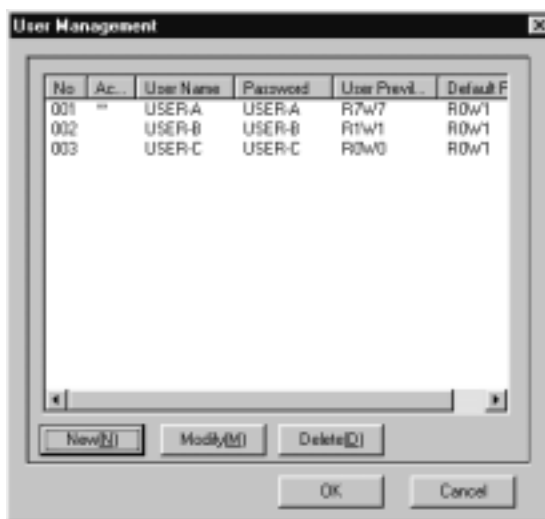 User Management
No Ac... User Name Password User Previl... Default F
001 ** USER-A USER-A R7W7 R0W1
002 USER-B USER-B R1W1 R0W1
003 USER-C USER-C R0W0 R0W1
New(N) Modify(M) Delete(D)
OK Cancel